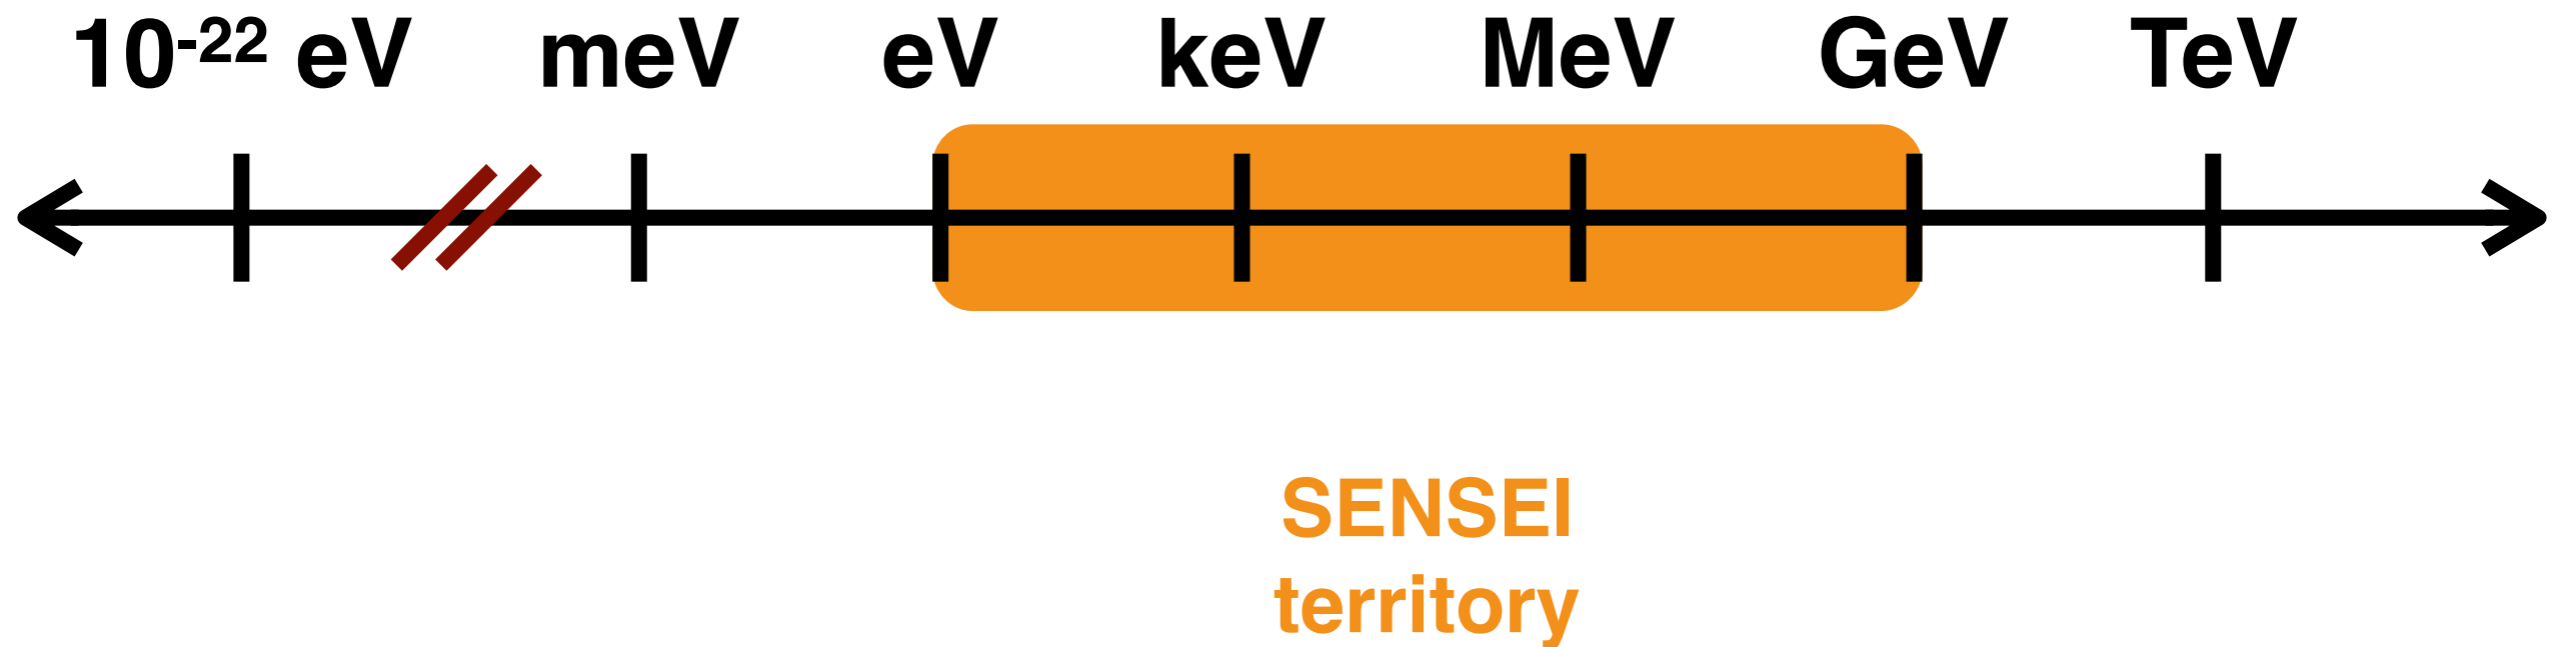 10⁻²² eV meV eV keV MeV GeV TeV
SENSEI
territory